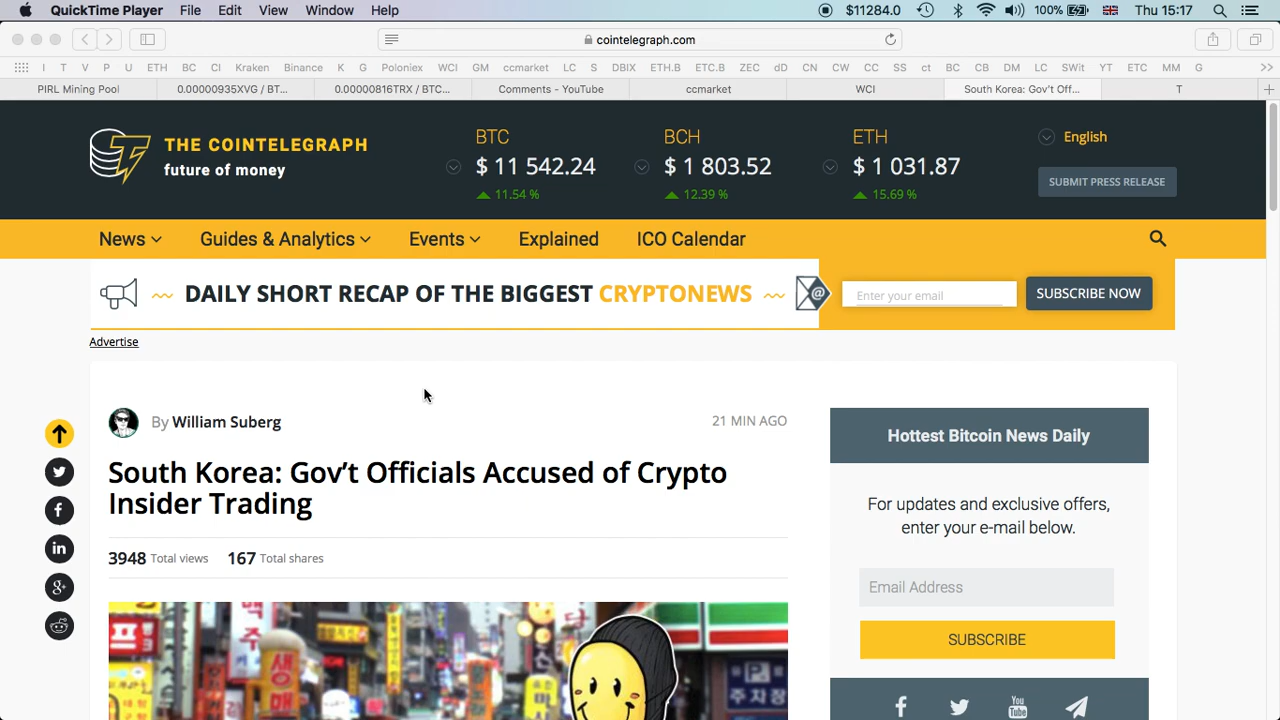 QuickTime Player File Edit View Window Help $11284.0 100% Thu 15:17
cointelegraph.com
I T V P U ETH BC CI Kraken Binance K G Poloniex WCI GM ccmarket LC S DBIX ETH.B ETC.B ZEC dD CN CW CC SS ct BC CB DM LC SWit YT ETC MM G
PIRL Mining Pool 0.00000935XVG / BT... 0.00000816TRX / BTC... Comments - YouTube ccmarket WCI South Korea: Gov't Off... T
THE COINTELEGRAPH
future of money
BTC
$ 11 542.24
11.54 %
BCH
$ 1 803.52
12.39 %
ETH
$ 1 031.87
15.69 %
English
SUBMIT PRESS RELEASE
News Guides & Analytics Events Explained ICO Calendar
DAILY SHORT RECAP OF THE BIGGEST CRYPTONEWS
Enter your email
SUBSCRIBE NOW
Advertise
By William Suberg
21 MIN AGO
South Korea: Gov’t Officials Accused of Crypto
Insider Trading
3948 Total views 167 Total shares
Hottest Bitcoin News Daily
For updates and exclusive offers,
enter your e-mail below.
Email Address
SUBSCRIBE
생
주차장